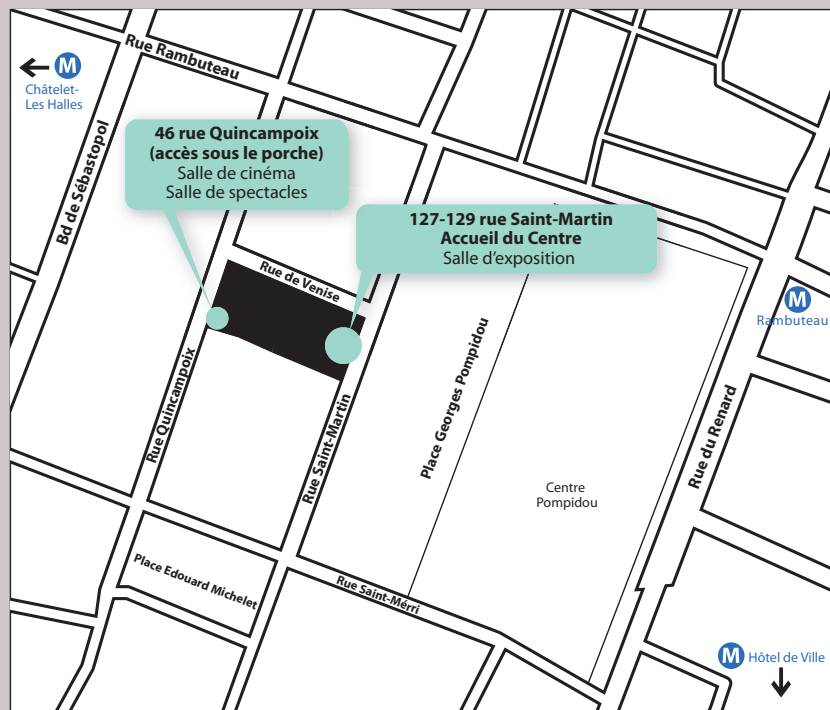 Rue Rambuteau
M
Châtelet-
Les Halles
Bd de Sébastopol
46 rue Quincampoix
(accès sous le porche)
Salle de cinéma
Salle de spectacles
127-129 rue Saint-Martin
Accueil du Centre
Salle d'exposition
Rue de Venise
M
Rambuteau
Rue Quincampoix
Rue Saint-Martin
Place Georges Pompidou
Rue du Renard
Centre
Pompidou
Place Edouard Michelet
Rue Saint-Mérri
M Hôtel de Ville